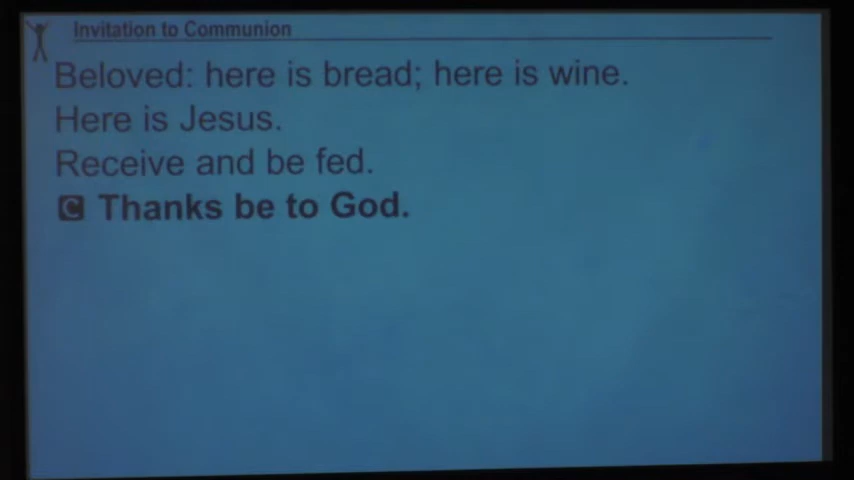 Invitation to Communion
Beloved: here is bread; here is wine.
Here is Jesus.
Receive and be fed.
C Thanks be to God.